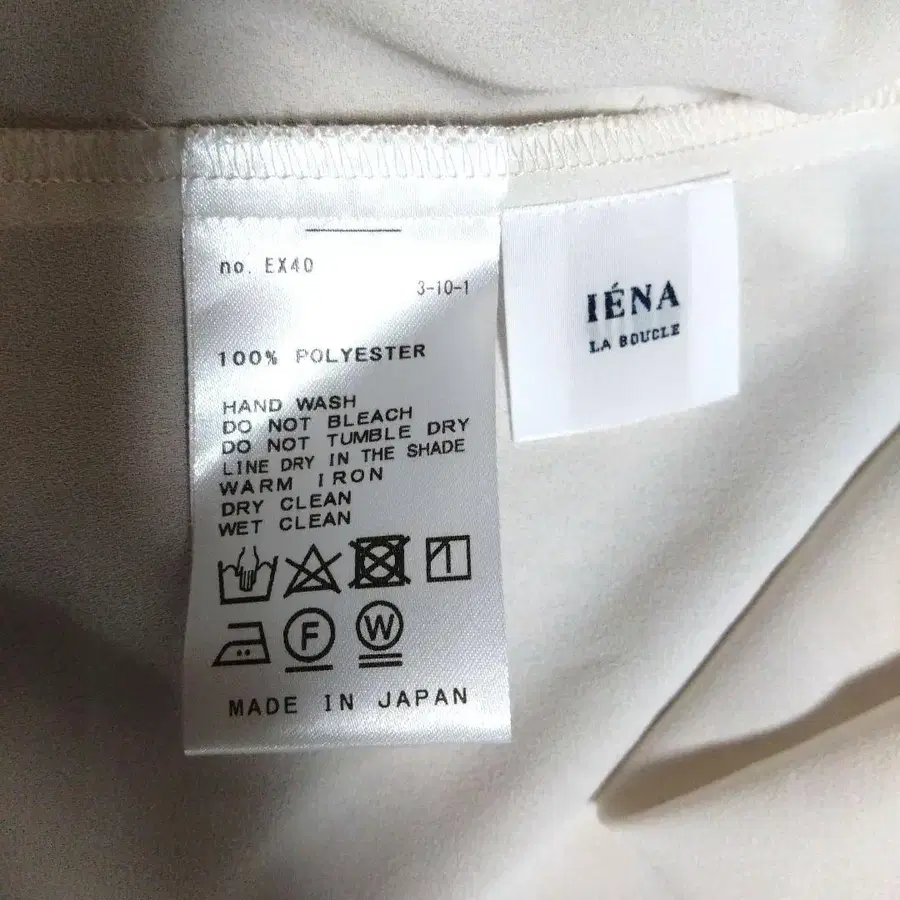 no. EX40
3-10-1
100% POLYESTER
HAND WASH
DO NOT BLEACH
DO NOT TUMBLE DRY
LINE DRY IN THE SHADE
WARM IRON
DRY CLEAN
WET CLEAN
F W
MADE IN JAPAN
IÉNA
LA BOUCLE